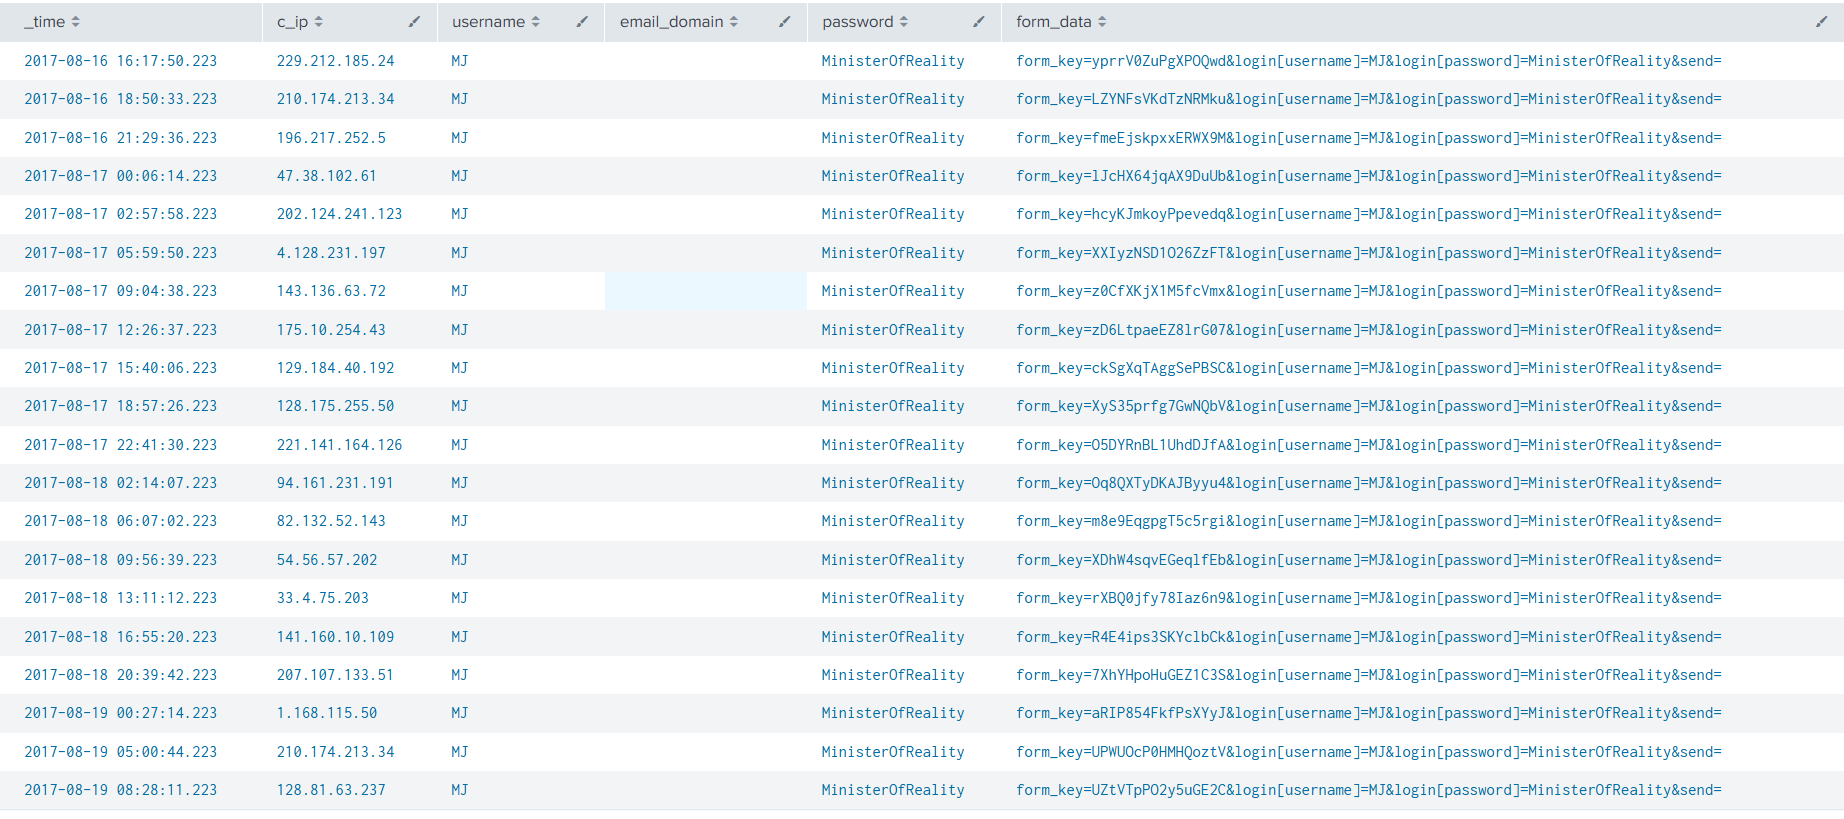 _time c_ip username email_domain password form_data
2017-08-16 16:17:50.223 229.212.185.24 MJ MinisterOfReality form_key=yprrV0ZuPgXPOQwd&login[username]=MJ&login[password]=MinisterOfReality&send=
2017-08-16 18:50:33.223 210.174.213.34 MJ MinisterOfReality form_key=LZYNFsVKdTzNRMku&login[username]=MJ&login[password]=MinisterOfReality&send=
2017-08-16 21:29:36.223 196.217.252.5 MJ MinisterOfReality form_key=fmeEjskpxxERWX9M&login[username]=MJ&login[password]=MinisterOfReality&send=
2017-08-17 00:06:14.223 47.38.102.61 MJ MinisterOfReality form_key=lJcHX64jqAX9DuUb&login[username]=MJ&login[password]=MinisterOfReality&send=
2017-08-17 02:57:58.223 202.124.241.123 MJ MinisterOfReality form_key=hcyKJmkoyPpevedq&login[username]=MJ&login[password]=MinisterOfReality&send=
2017-08-17 05:59:50.223 4.128.231.197 MJ MinisterOfReality form_key=XXIyzNSD1O26ZzFT&login[username]=MJ&login[password]=MinisterOfReality&send=
2017-08-17 09:04:38.223 143.136.63.72 MJ MinisterOfReality form_key=z0CfXKjX1M5fcVmx&login[username]=MJ&login[password]=MinisterOfReality&send=
2017-08-17 12:26:37.223 175.10.254.43 MJ MinisterOfReality form_key=zD6LtpaeEZ8lrG07&login[username]=MJ&login[password]=MinisterOfReality&send=
2017-08-17 15:40:06.223 129.184.40.192 MJ MinisterOfReality form_key=ckSgXqTAggSePBSC&login[username]=MJ&login[password]=MinisterOfReality&send=
2017-08-17 18:57:26.223 128.175.255.50 MJ MinisterOfReality form_key=XyS35prfg7GwNQbV&login[username]=MJ&login[password]=MinisterOfReality&send=
2017-08-17 22:41:30.223 221.141.164.126 MJ MinisterOfReality form_key=O5DYRnBL1UhdDJfA&login[username]=MJ&login[password]=MinisterOfReality&send=
2017-08-18 02:14:07.223 94.161.231.191 MJ MinisterOfReality form_key=Oq8QXTyDKAJByyu4&login[username]=MJ&login[password]=MinisterOfReality&send=
2017-08-18 06:07:02.223 82.132.52.143 MJ MinisterOfReality form_key=m8e9EqgpgT5c5rgi&login[username]=MJ&login[password]=MinisterOfReality&send=
2017-08-18 09:56:39.223 54.56.57.202 MJ MinisterOfReality form_key=XDhW4sqvEGeqlfEb&login[username]=MJ&login[password]=MinisterOfReality&send=
2017-08-18 13:11:12.223 33.4.75.203 MJ MinisterOfReality form_key=rXBQ0jfy78Iaz6n9&login[username]=MJ&login[password]=MinisterOfReality&send=
2017-08-18 16:55:20.223 141.160.10.109 MJ MinisterOfReality form_key=R4E4ips3SKYclbCk&login[username]=MJ&login[password]=MinisterOfReality&send=
2017-08-18 20:39:42.223 207.107.133.51 MJ MinisterOfReality form_key=7XhYHpoHuGEZ1C3S&login[username]=MJ&login[password]=MinisterOfReality&send=
2017-08-19 00:27:14.223 1.168.115.50 MJ MinisterOfReality form_key=aRIP854FkfPsXYyJ&login[username]=MJ&login[password]=MinisterOfReality&send=
2017-08-19 05:00:44.223 210.174.213.34 MJ MinisterOfReality form_key=UPWUOcP0HMHQoztV&login[username]=MJ&login[password]=MinisterOfReality&send=
2017-08-19 08:28:11.223 128.81.63.237 MJ MinisterOfReality form_key=UZtVTpPO2y5uGE2C&login[username]=MJ&login[password]=MinisterOfReality&send=